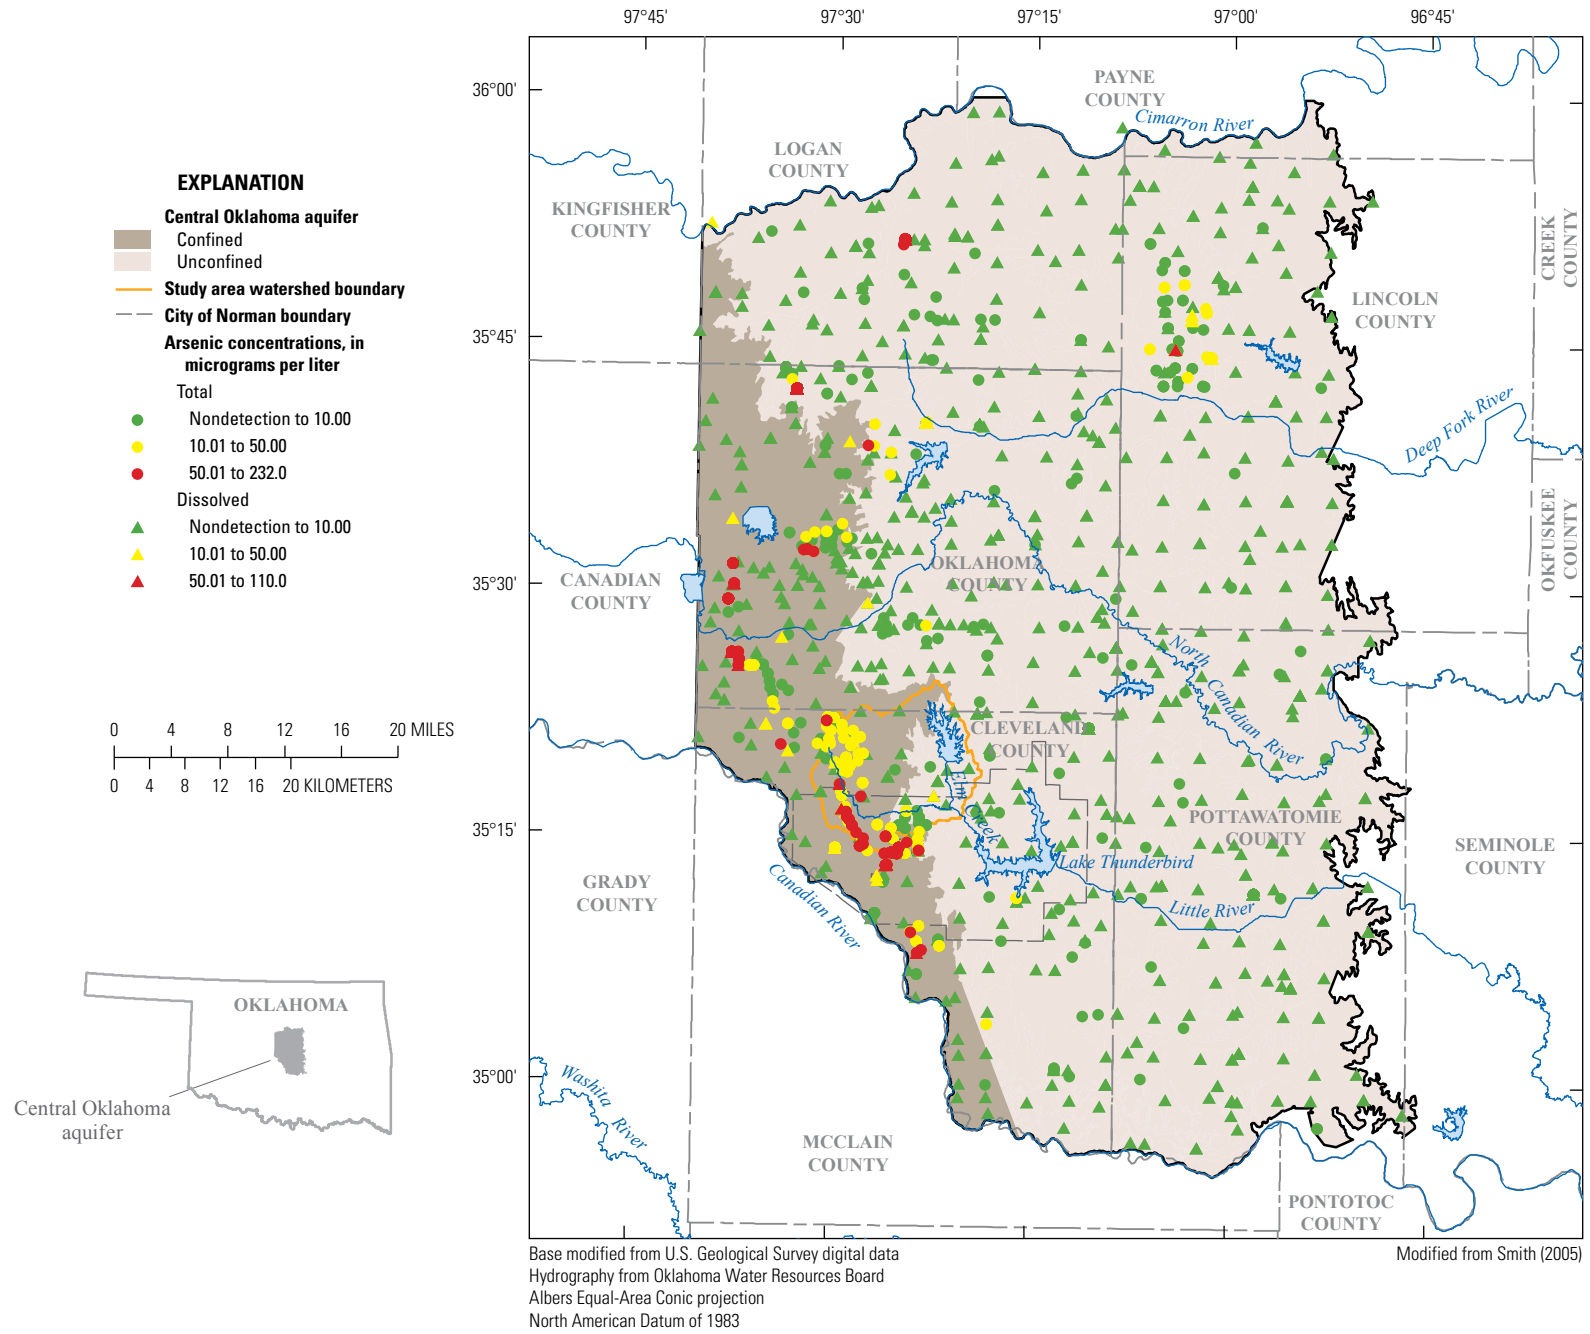 97°45' 97°30' 97°15' 97°00' 96°45'
36°00'
35°45'
35°30'
35°15'
35°00'
EXPLANATION
Central Oklahoma aquifer
Confined
Unconfined
Study area watershed boundary
City of Norman boundary
Arsenic concentrations, in
micrograms per liter
Total
Nondetection to 10.00
10.01 to 50.00
50.01 to 232.0
Dissolved
Nondetection to 10.00
10.01 to 50.00
50.01 to 110.0
0 4 8 12 16 20 MILES
0 4 8 12 16 20 KILOMETERS
OKLAHOMA
Central Oklahoma
aquifer
PAYNE
COUNTY
Cimarron River
LOGAN
COUNTY
KINGFISHER
COUNTY
CREEK
COUNTY
LINCOLN
COUNTY
Deep Fork River
OKFUSKEE
COUNTY
OKLAHOMA
COUNTY
CANADIAN
COUNTY
North
Canadian
River
CLEVELAND
COUNTY
Elm
Creek
POTTAWATOMIE
COUNTY
SEMINOLE
COUNTY
Lake Thunderbird
GRADY
COUNTY
Canadian River
Little River
Washita
River
MCCLAIN
COUNTY
PONTOTOC
COUNTY
Base modified from U.S. Geological Survey digital data
Hydrography from Oklahoma Water Resources Board
Albers Equal-Area Conic projection
North American Datum of 1983
Modified from Smith (2005)